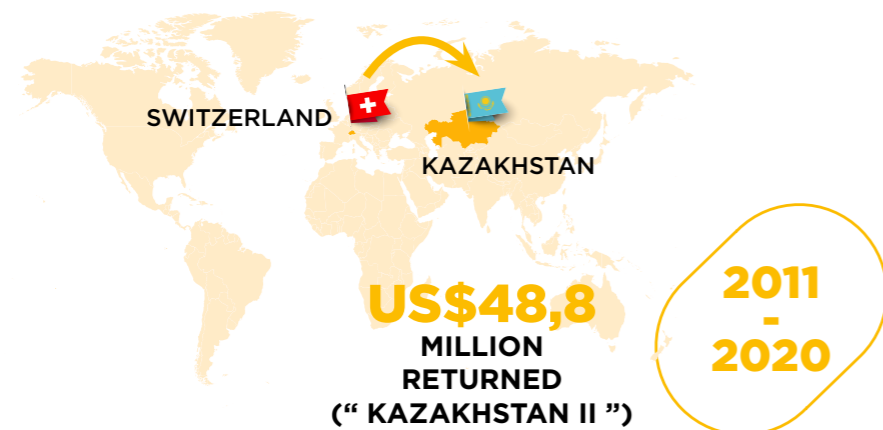 SWITZERLAND
KAZAKHSTAN
US$48,8
MILLION
RETURNED
(“ KAZAKHSTAN II ”)
2011
-
2020